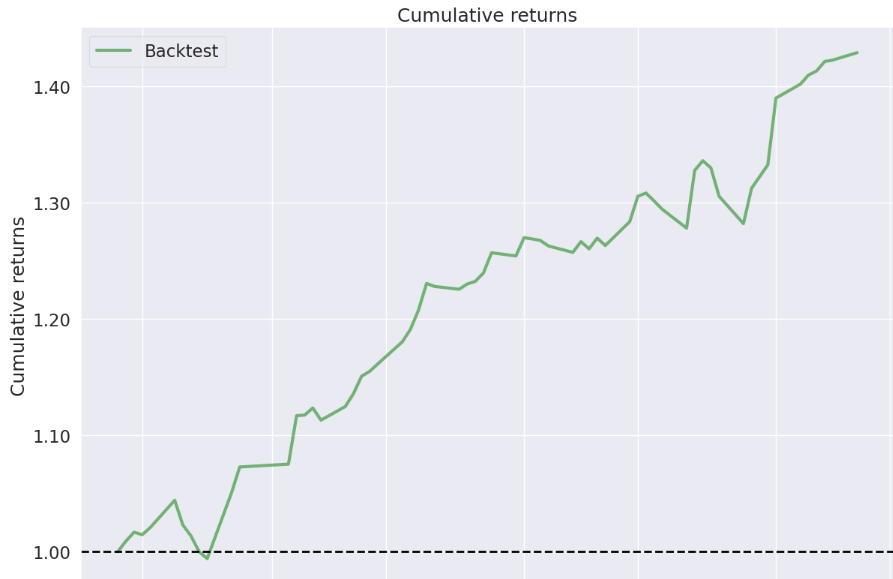 Cumulative returns
Backtest
1.40
1.30
1.20
1.10
1.00
Cumulative returns